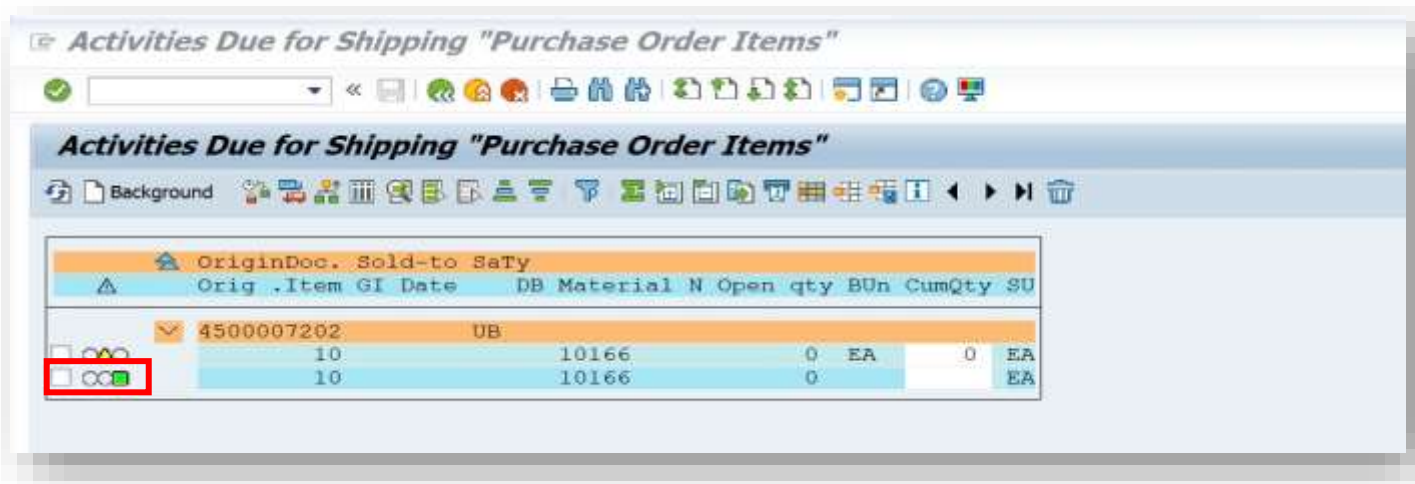 Activities Due for Shipping "Purchase Order Items"
Activities Due for Shipping "Purchase Order Items"
Background
OriginDoc. Sold-to SaTy
Orig .Item GI Date DB Material N Open qty BUn CumQty SU
4500007202 UB
10 10166 0 EA 0 EA
10 10166 0 EA